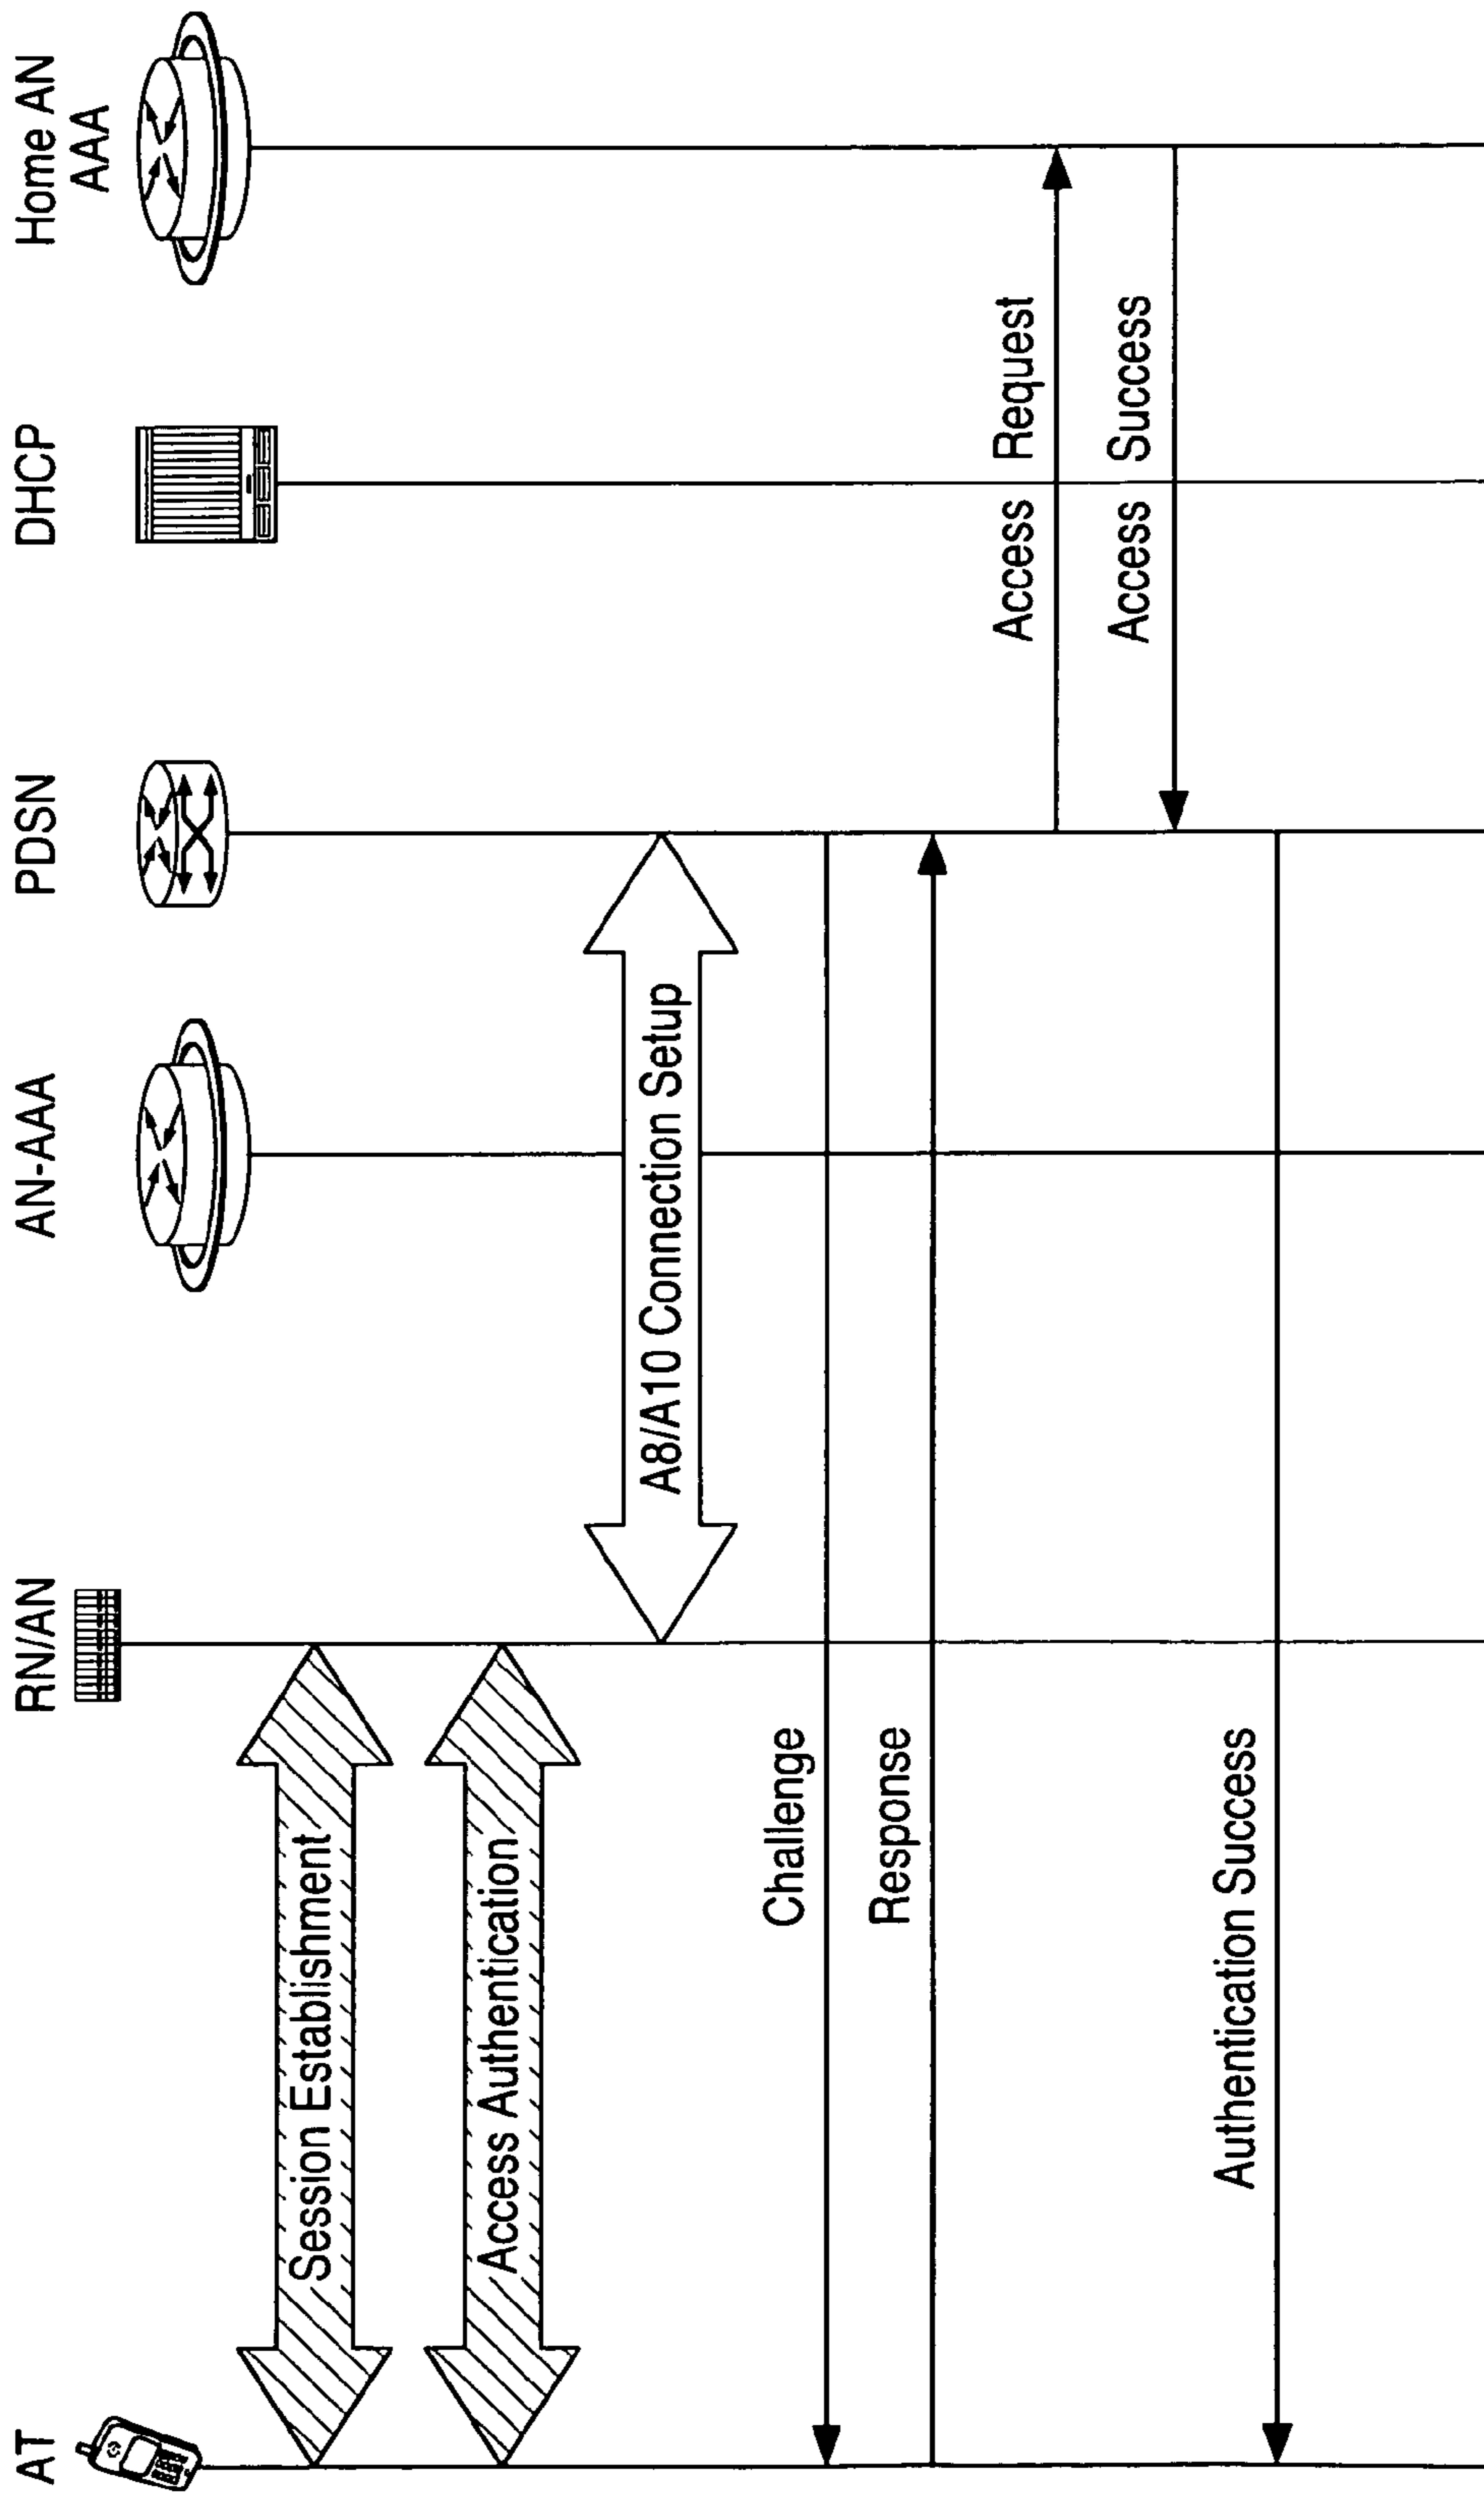 AT
RN/AN
AN-AAA
PDSN
DHCP
Home AN
AAA
Session Establishment
Access Authentication
A8/A10 Connection Setup
Challenge
Response
Access Request
Access Success
Authentication Success